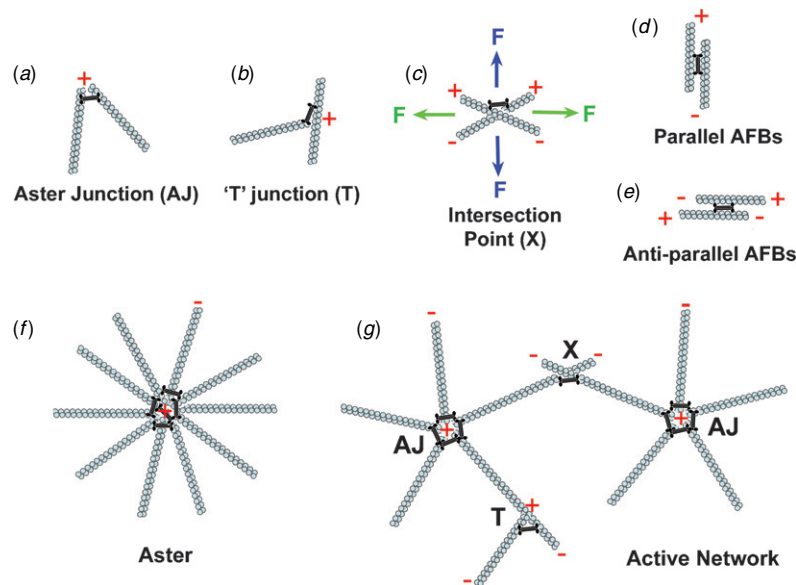 (a)
+
Aster Junction (AJ)
(b)
+
'T' junction (T)
(c)
F
+ +
F F
- -
F
Intersection
Point (X)
(d)
+
-
Parallel AFBs
(e)
- +
+ -
Anti-parallel AFBs
(f)
-
+
Aster
(g)
- -
X
- -
+ +
AJ AJ
T +
- -
Active Network